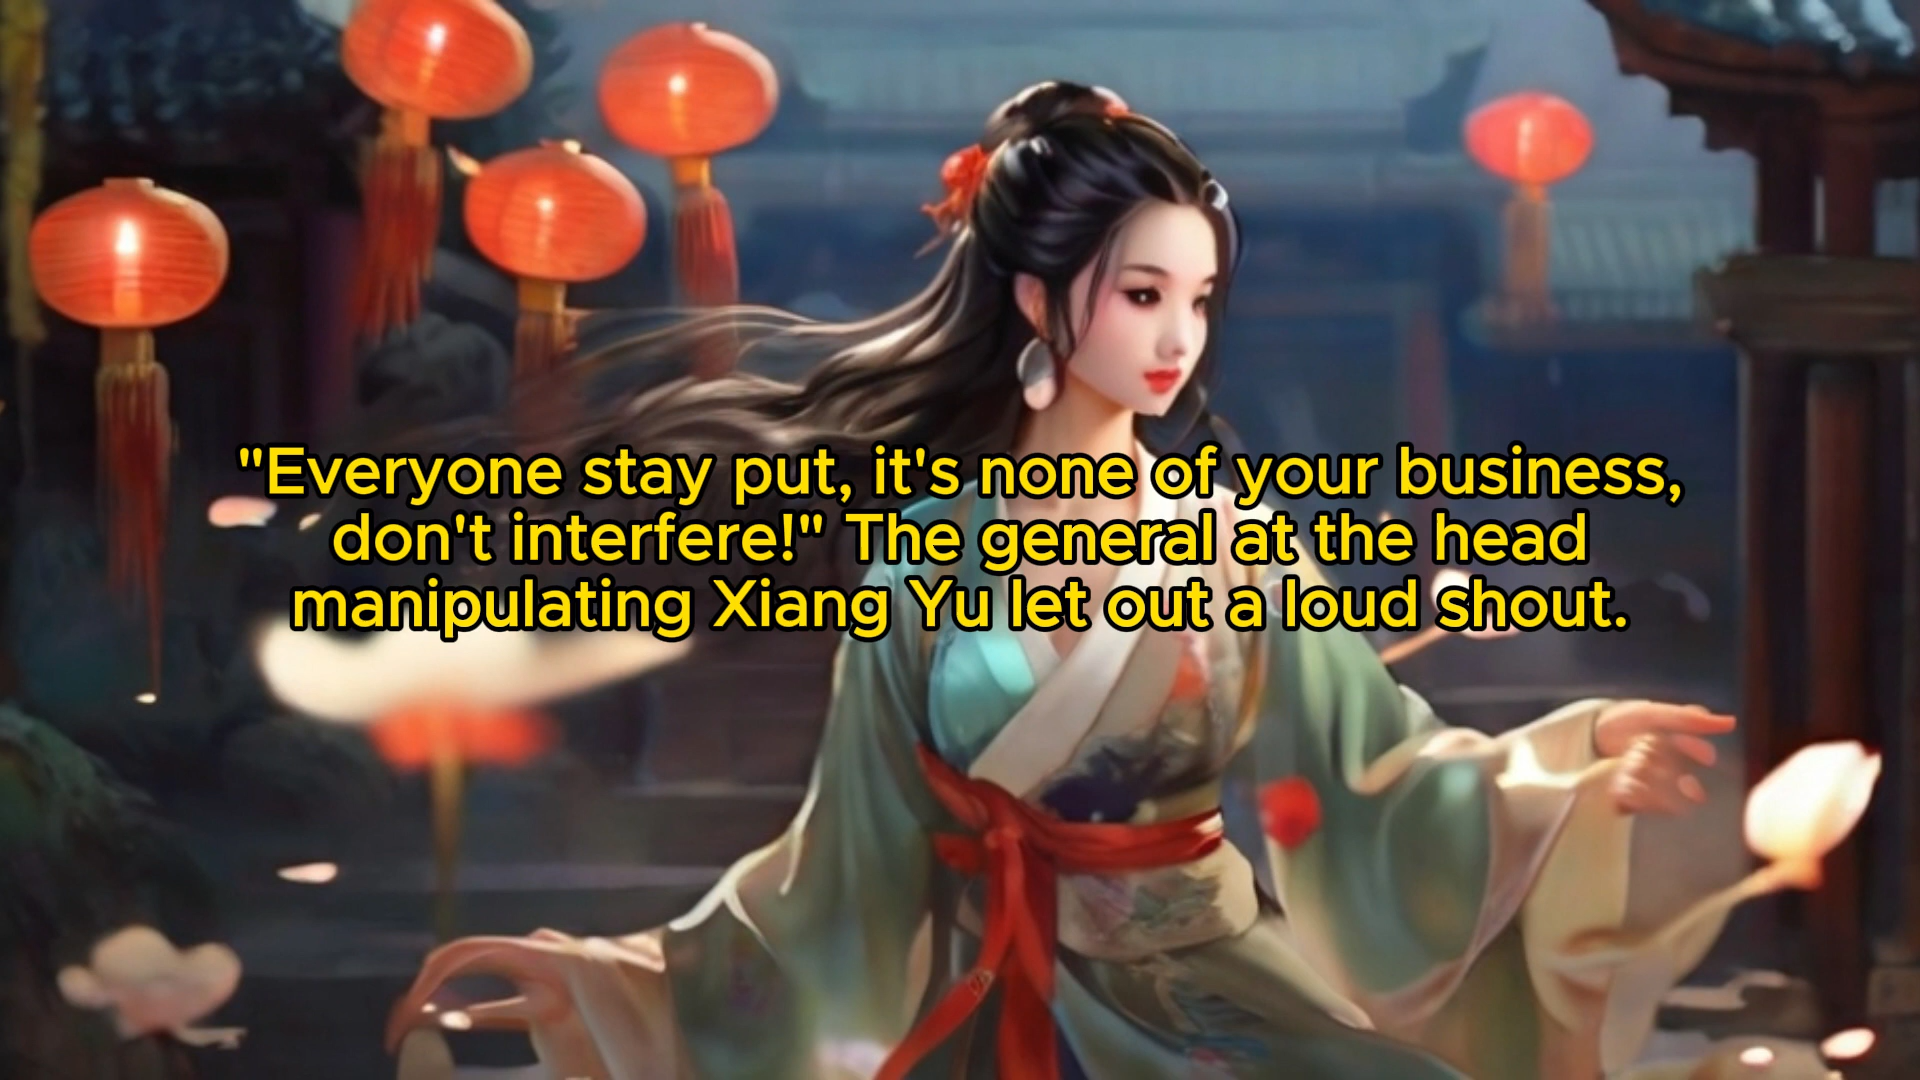 "Everyone stay put, it's none of your business,
don't interfere!" The general at the head
manipulating Xiang Yu let out a loud shout.